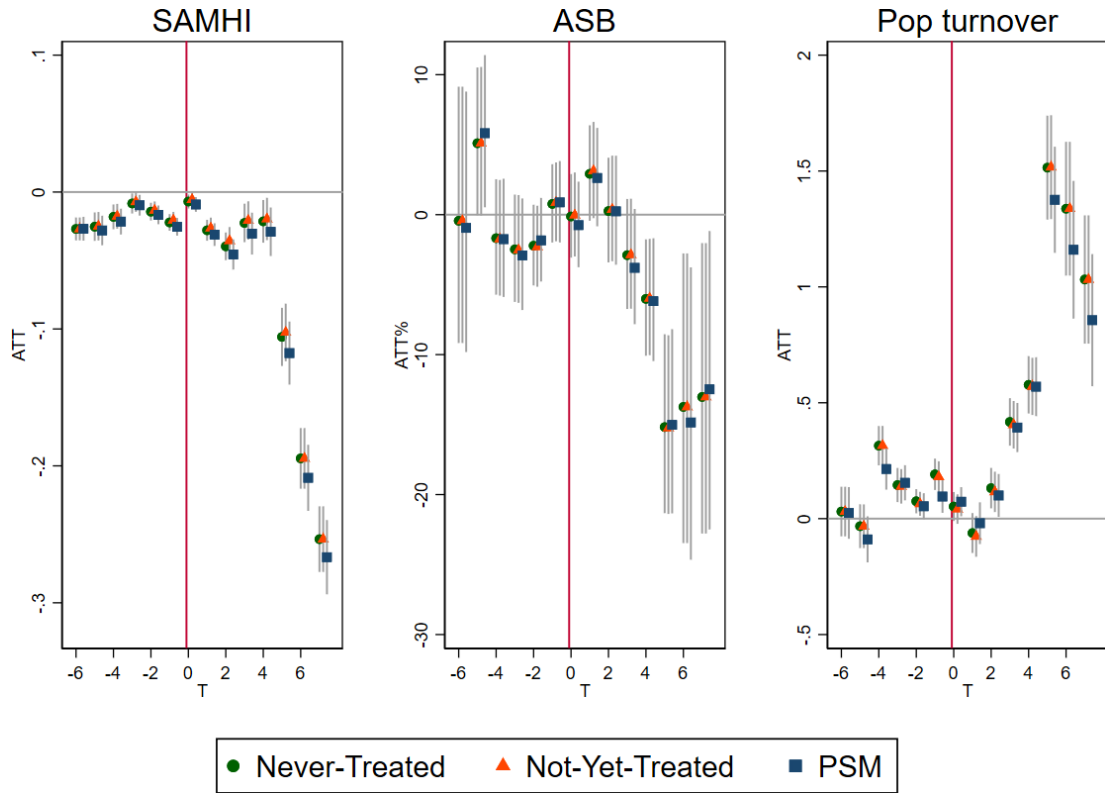 SAMHI
ASB
Pop turnover
.1
0
-.1
-.2
-.3
ATT
-6 -4 -2 0 2 4 6
T
10
0
-10
-20
-30
ATT%
-6 -4 -2 0 2 4 6
T
2
1.5
1
.5
0
-.5
ATT
-6 -4 -2 0 2 4 6
T
Never-Treated Not-Yet-Treated PSM